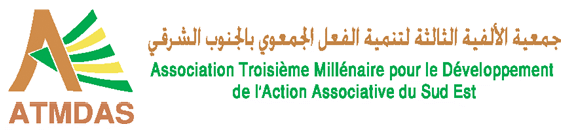 جمعية الألفية الثالثة لتنمية الفعل الجمعوي بالجنوب الشرقي
Association Troisième Millénaire pour le Développement
de l'Action Associative du Sud Est
ATMDAS